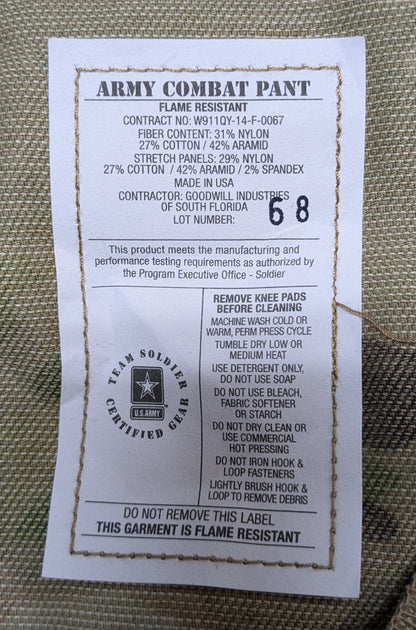 ARMY COMBAT PANT
FLAME RESISTANT
CONTRACT NO: W911QY-14-F-0067
FIBER CONTENT: 31% NYLON
27% COTTON / 42% ARAMID
STRETCH PANELS: 29% NYLON
27% COTTON / 42% ARAMID / 2% SPANDEX
MADE IN USA
CONTRACTOR: GOODWILL INDUSTRIES
OF SOUTH FLORIDA
LOT NUMBER: 68
This product meets the manufacturing and
performance testing requirements as authorized by
the Program Executive Office - Soldier
TEAM SOLDIER
U.S.ARMY
CERTIFIED GEAR
REMOVE KNEE PADS
BEFORE CLEANING
MACHINE WASH COLD OR
WARM, PERM PRESS CYCLE
TUMBLE DRY LOW OR
MEDIUM HEAT
USE DETERGENT ONLY,
DO NOT USE SOAP
DO NOT USE BLEACH,
FABRIC SOFTENER
OR STARCH
DO NOT DRY CLEAN OR
USE COMMERCIAL
HOT PRESSING
DO NOT IRON HOOK &
LOOP FASTENERS
LIGHTLY BRUSH HOOK &
LOOP TO REMOVE DEBRIS
DO NOT REMOVE THIS LABEL
THIS GARMENT IS FLAME RESISTANT